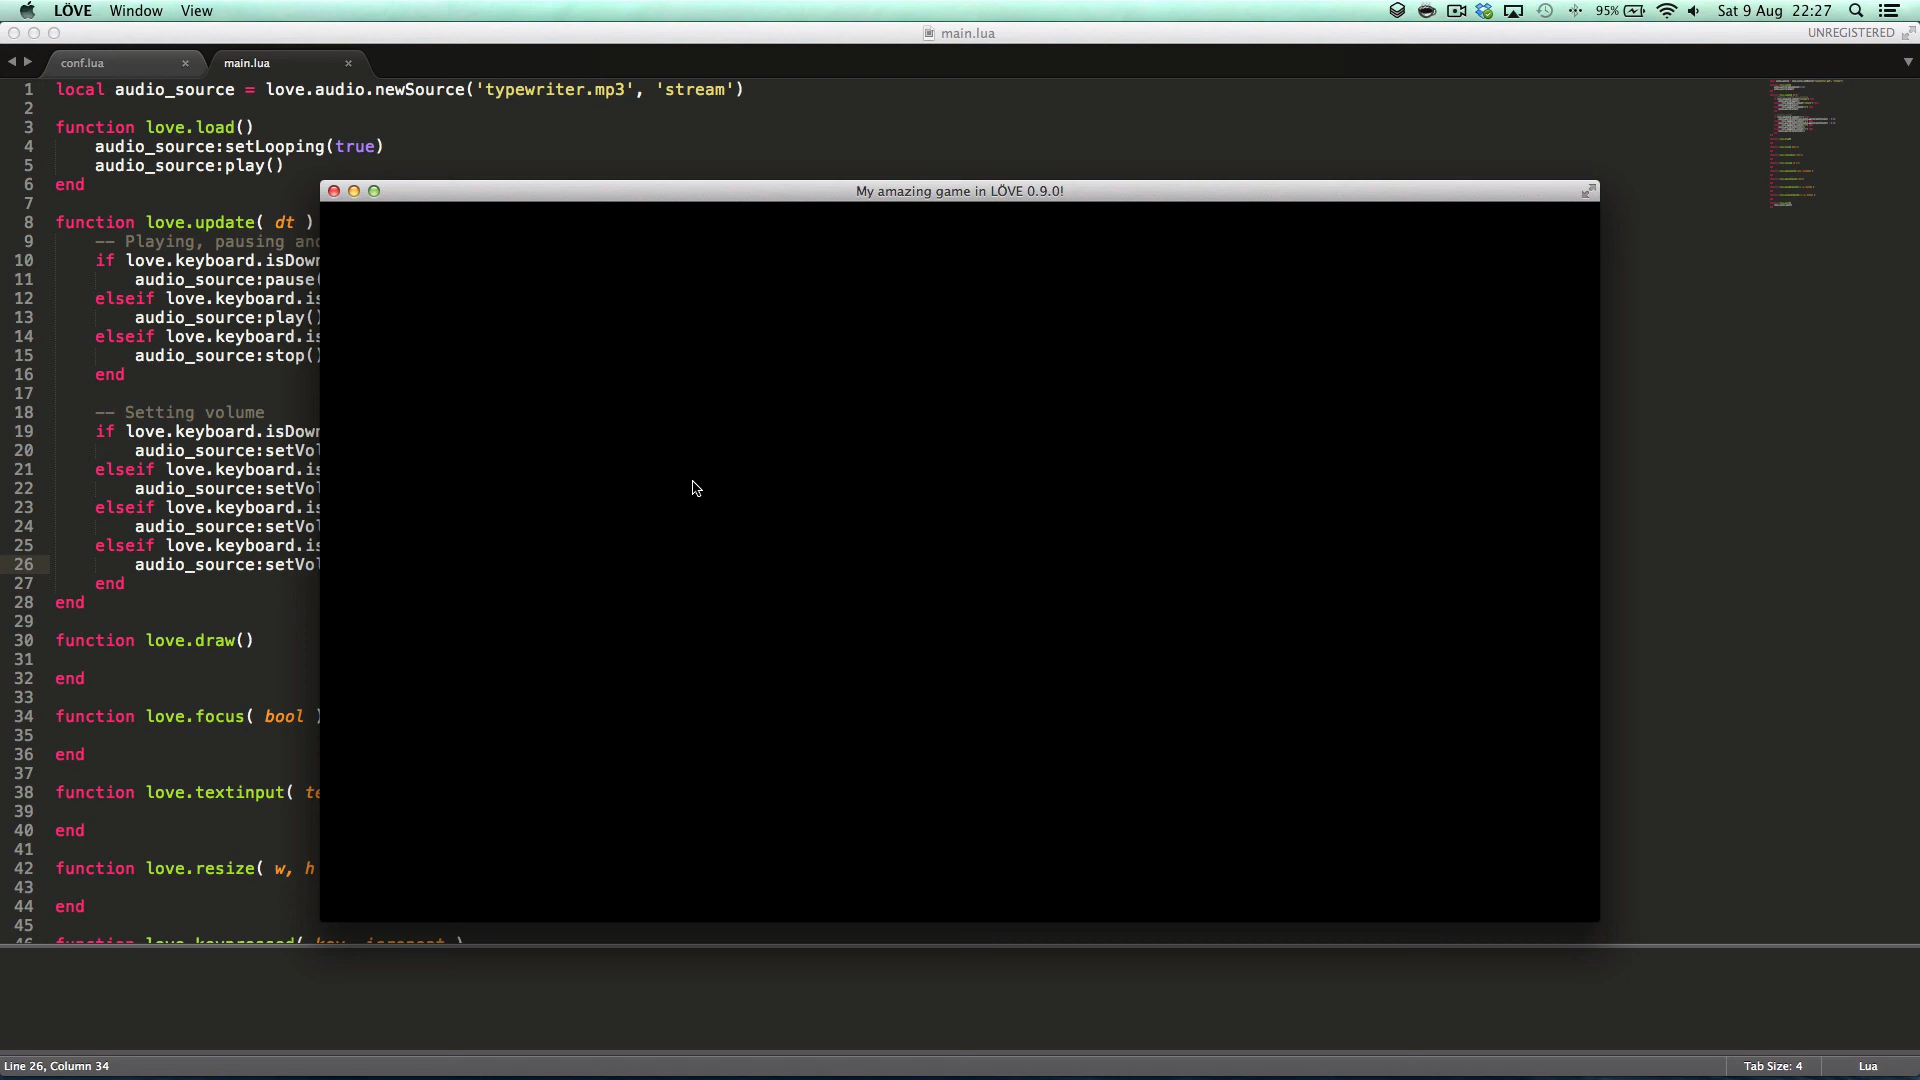 LÖVE Window View 95% Sat 9 Aug 22:27
main.lua UNREGISTERED
conf.lua × main.lua ×
1 local audio_source = love.audio.newSource('typewriter.mp3', 'stream')
2
3 function love.load()
4 audio_source:setLooping(true)
5 audio_source:play()
6 end
7
My amazing game in LÖVE 0.9.0!
8 function love.update( dt )
9 -- Playing, pausing and
10 if love.keyboard.isDown
11 audio_source:pause(
12 elseif love.keyboard.is
13 audio_source:play()
14 elseif love.keyboard.is
15 audio_source:stop()
16 end
17
18 -- Setting volume
19 if love.keyboard.isDown
20 audio_source:setVol
21 elseif love.keyboard.is
22 audio_source:setVol
23 elseif love.keyboard.is
24 audio_source:setVol
25 elseif love.keyboard.is
26 audio_source:setVol
27 end
28 end
29
30 function love.draw()
31
32 end
33
34 function love.focus( bool )
35
36 end
37
38 function love.textinput( te
39
40 end
41
42 function love.resize( w, h
43
44 end
45
46 function love.keypressed( key, isrepeat )
Line 26, Column 34 Tab Size: 4 Lua